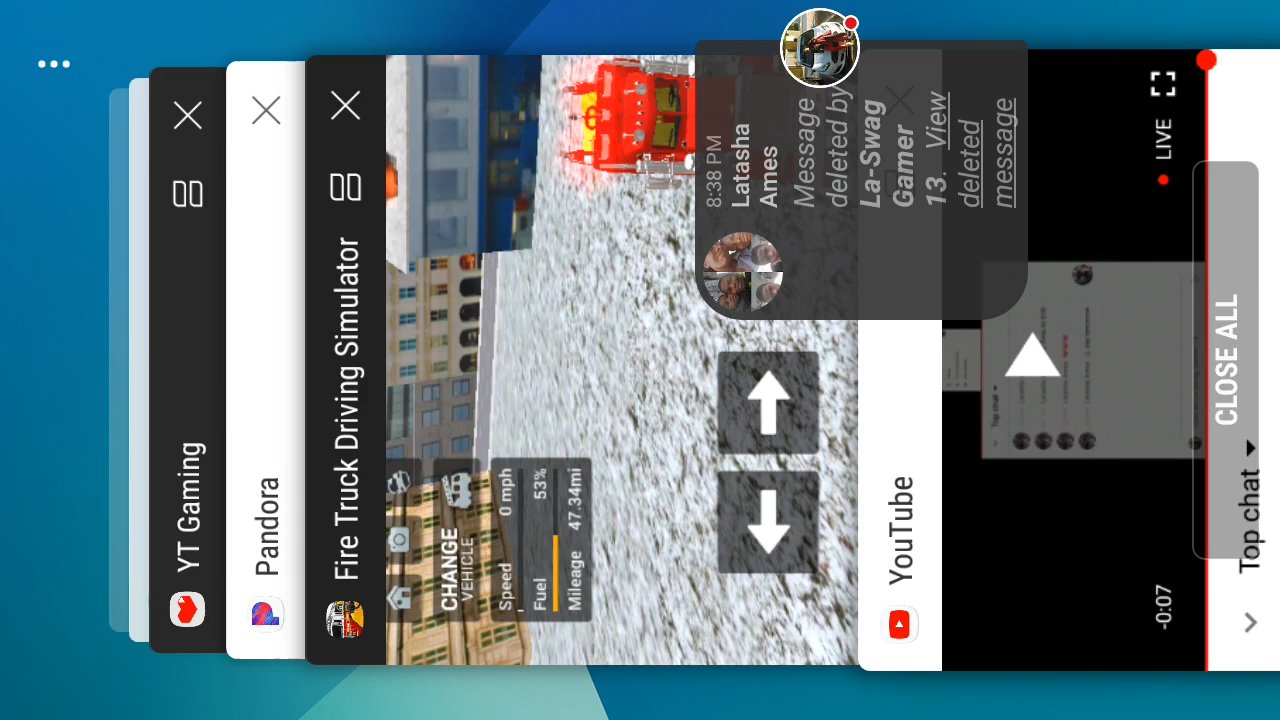 YT Gaming
Pandora
Fire Truck Driving Simulator
CHANGE
VEHICLE
Speed 0 mph
Fuel 53%
Mileage 47.34mi
8:38 PM
Latasha
Ames
Message
deleted by
La-Swag
Gamer
13. View
deleted
message
YouTube
Top chat
-0:07
LIVE
CLOSE ALL
Top chat